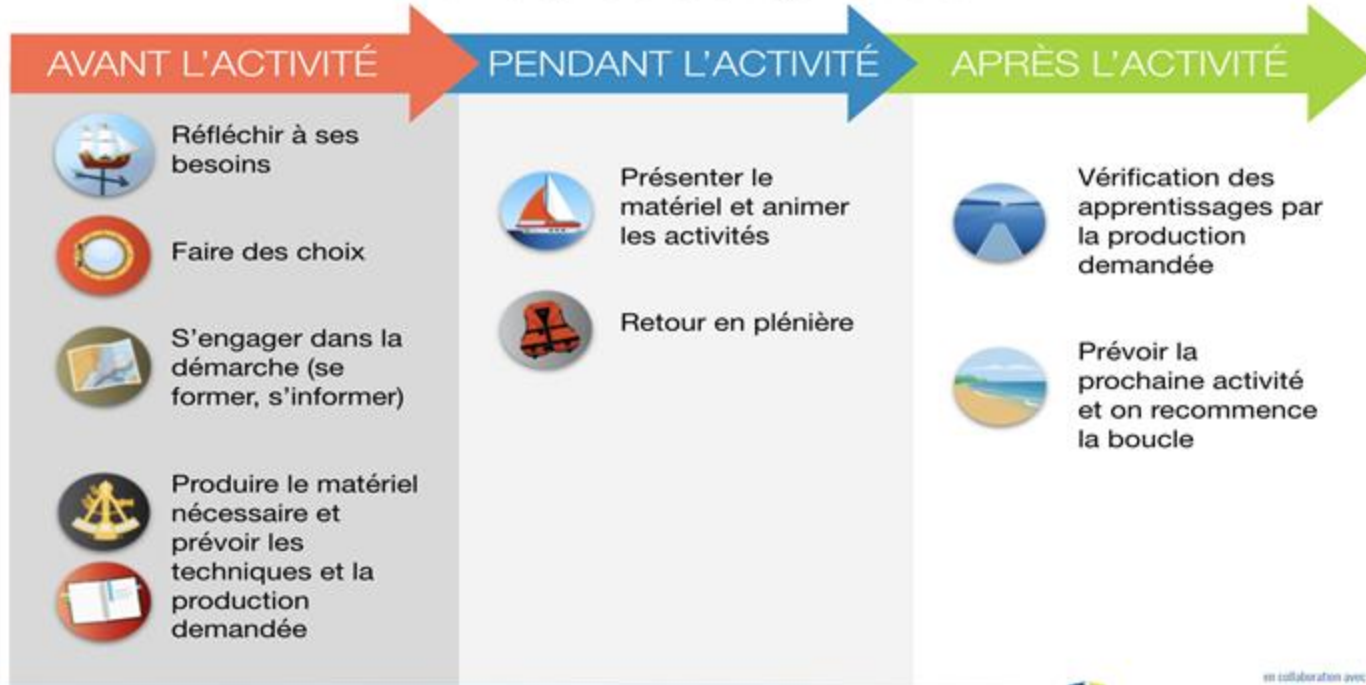 AVANT L'ACTIVITÉ
Réfléchir à ses
besoins
Faire des choix
S'engager dans la
démarche (se
former, s'informer)
Produire le matériel
nécessaire et
prévoir les
techniques et la
production
demandée
PENDANT L'ACTIVITÉ
Présenter le
matériel et animer
les activités
Retour en plénière
APRÈS L'ACTIVITÉ
Vérification des
apprentissages par
la production
demandée
Prévoir la
prochaine activité
et on recommence
la boucle
en collaboration avec